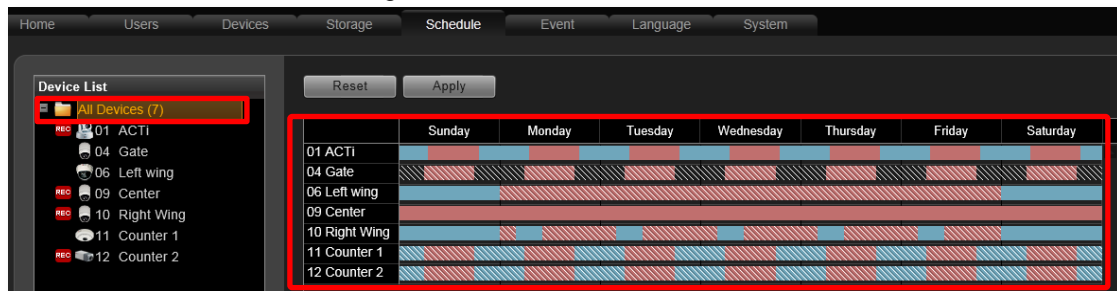 Home Users Devices Storage Schedule Event Language System
Device List
All Devices (7)
REC 01 ACTi
04 Gate
06 Left wing
REC 09 Center
REC 10 Right Wing
11 Counter 1
REC 12 Counter 2
Reset Apply
Sunday Monday Tuesday Wednesday Thursday Friday Saturday
01 ACTi
04 Gate
06 Left wing
09 Center
10 Right Wing
11 Counter 1
12 Counter 2